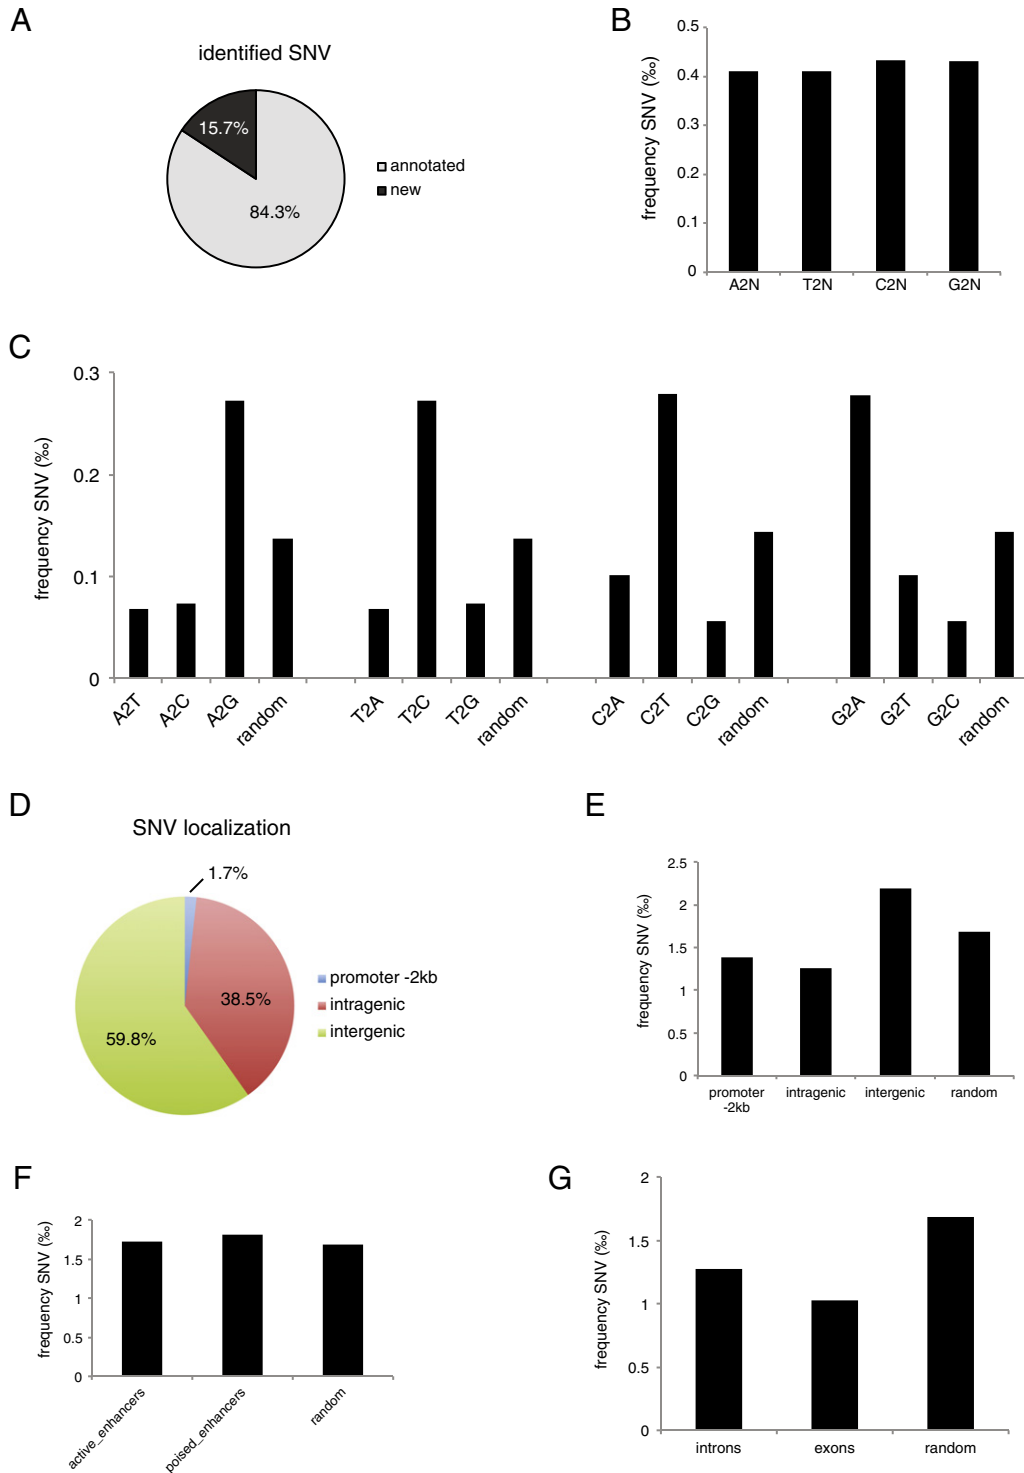 A
identified SNV
15.7%
84.3%
annotated
new
B
frequency SNV (‰)
0.5
0.4
0.3
0.2
0.1
0
A2N T2N C2N G2N
C
frequency SNV (‰)
0.3
0.2
0.1
0
A2T A2C A2G random T2A T2C T2G random C2A C2T C2G random G2A G2T G2C random
D
SNV localization
1.7%
38.5%
59.8%
promoter -2kb
intragenic
intergenic
E
frequency SNV (‰)
2.5
2
1.5
1
0.5
0
promoter intragenic intergenic random
-2kb
F
frequency SNV (‰)
2
1.5
1
0.5
0
active_enhancers poised_enhancers random
G
frequency SNV (‰)
2
1.5
1
0.5
0
introns exons random